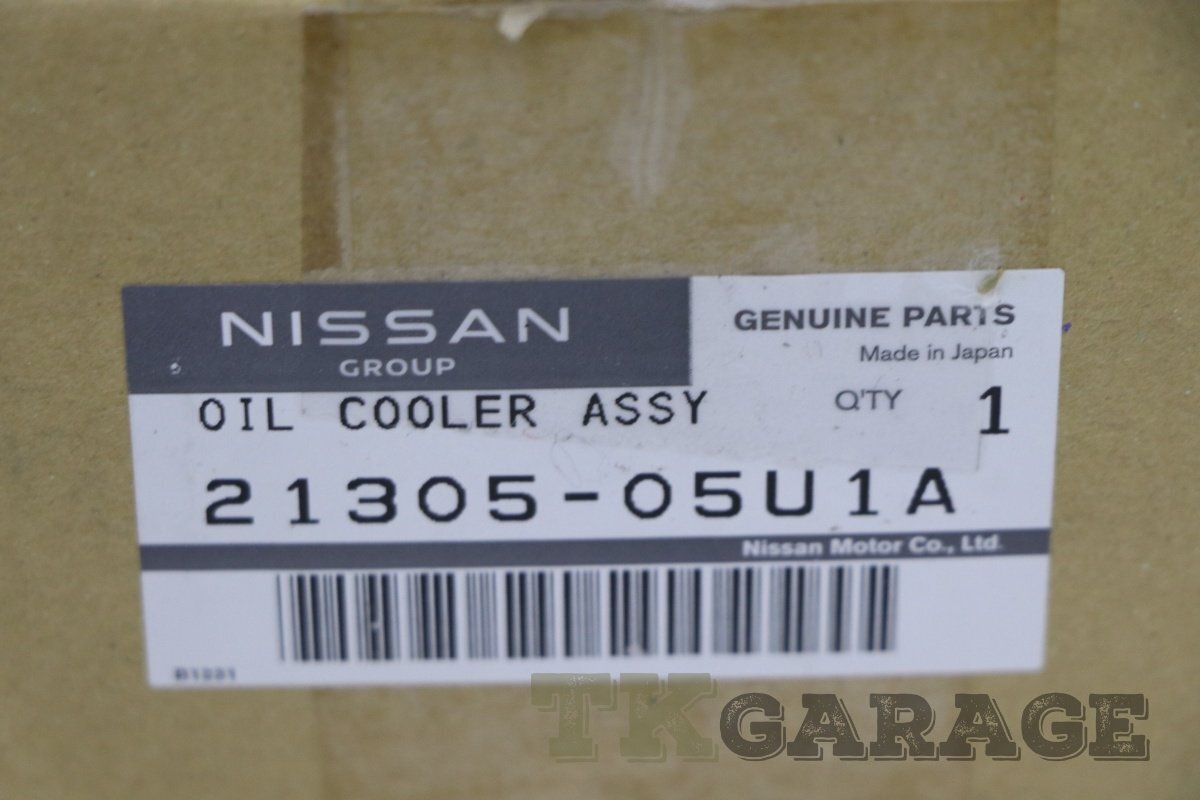 NISSAN
GROUP
GENUINE PARTS
Made in Japan
OIL COOLER ASSY
Q'TY 1
21305-05U1A
Nissan Motor Co., Ltd.
B1231
TKGARAGE